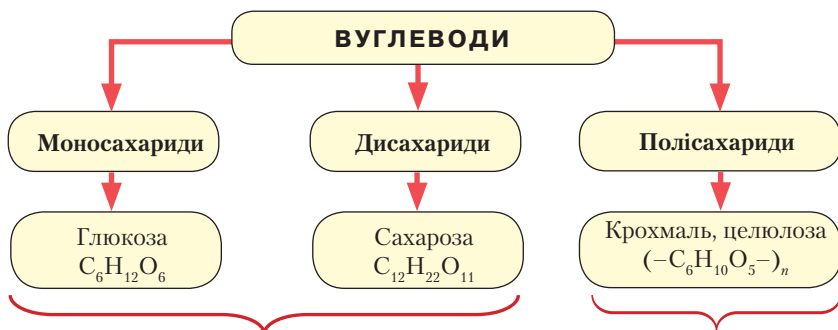 ВУГЛЕВОДИ
Моносахариди
Дисахариди
Полісахариди
Глюкоза
C₆H₁₂O₆
Сахароза
C₁₂H₂₂O₁₁
Крохмаль, целюлоза
(–C₆H₁₀O₅–)ₙ